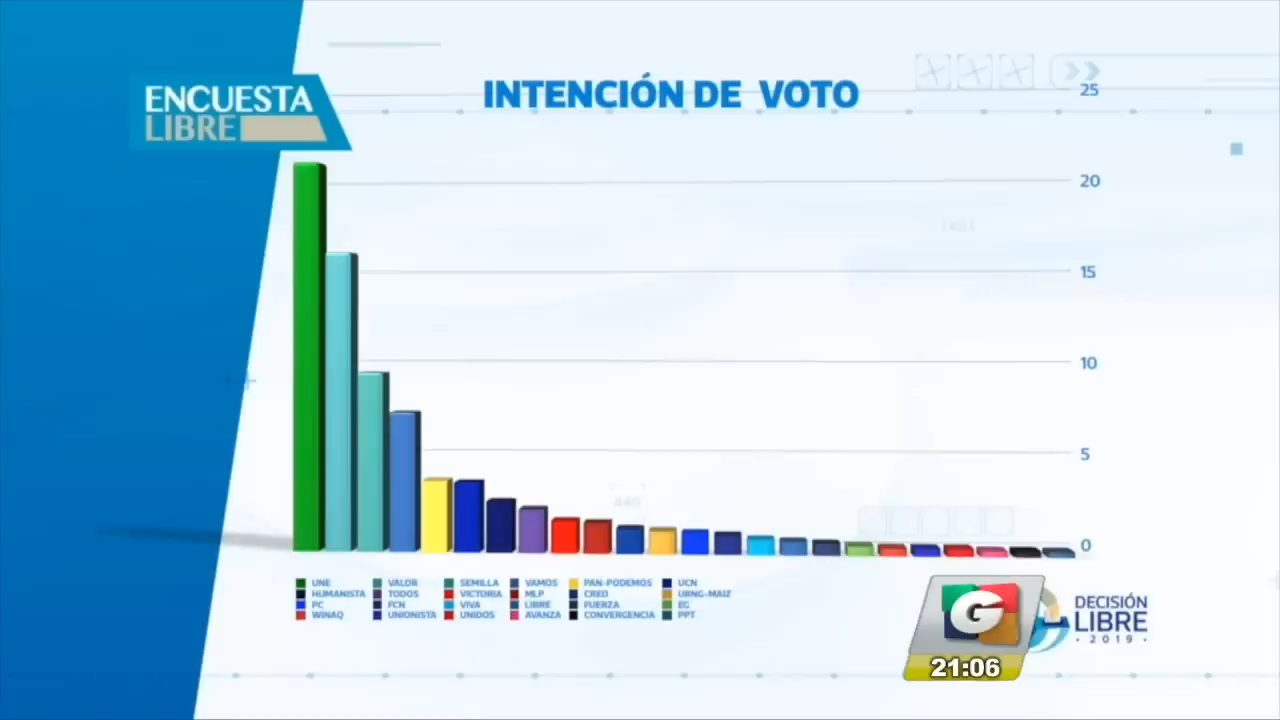 ENCUESTA
LIBRE
INTENCIÓN DE VOTO
25
20
15
10
5
0
UNE VALOR SEMILLA VAMOS PAN-PODEMOS UCN
HUMANISTA TODOS VICTORIA MLP CREO URNG-MAIZ
PC FCN VIVA LIBRE FUERZA EG
WINAQ UNIONISTA UNIDOS AVANZA CONVERGENCIA PPT
G
21:06
DECISIÓN
LIBRE
2019